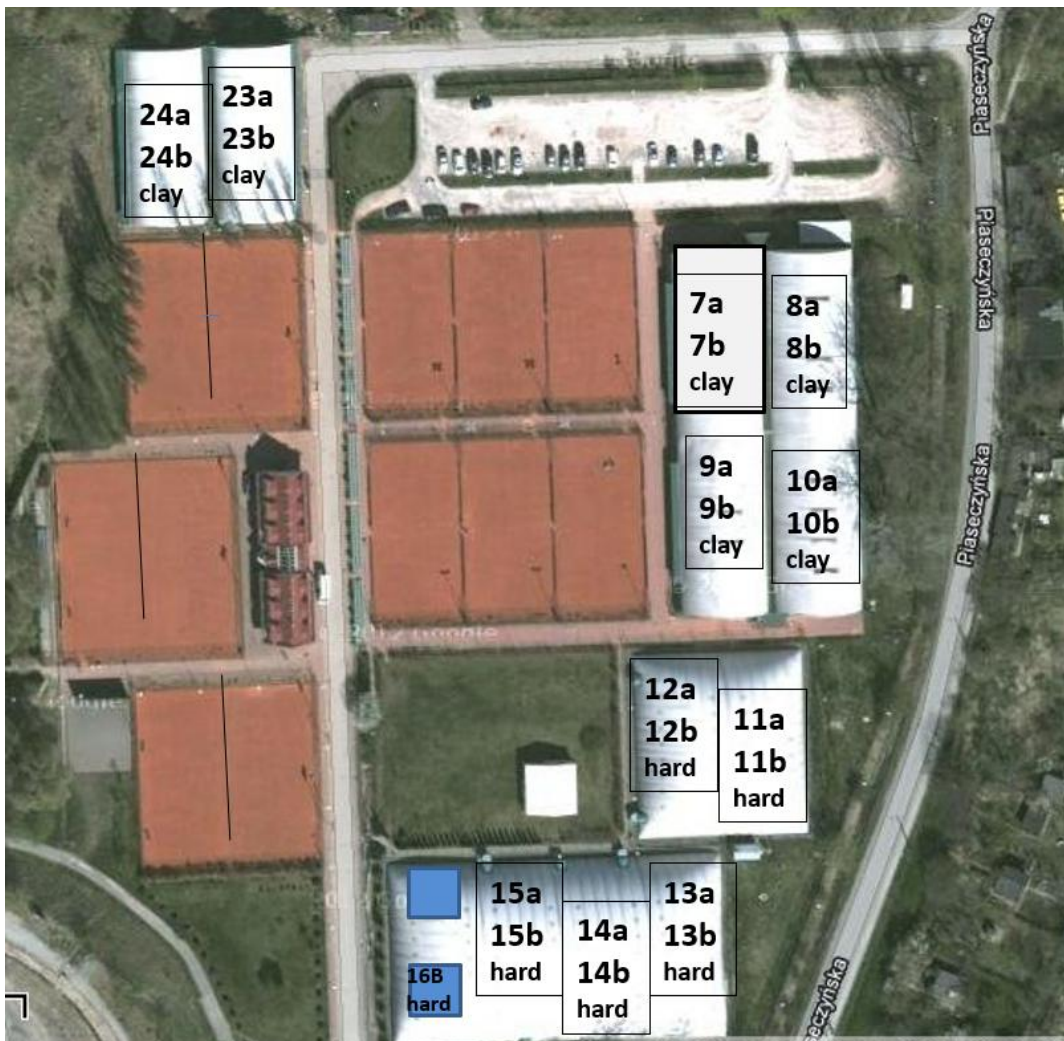 24a
24b
clay
23a
23b
clay
Piaseczyńska
Piaseczyńska
Piaseczyńska
7a
7b
clay
8a
8b
clay
9a
9b
clay
10a
10b
clay
12a
12b
hard
11a
11b
hard
15a
15b
hard
14a
14b
hard
13a
13b
hard
16B
hard
seczyńska